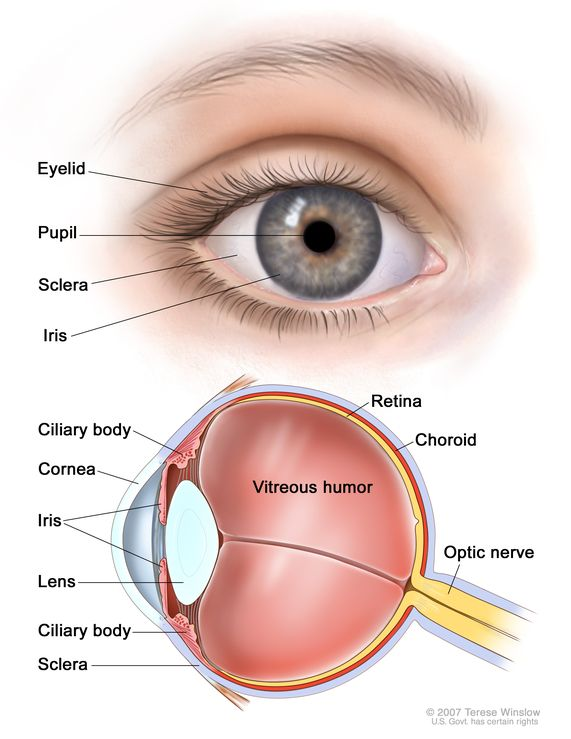 Eyelid
Pupil
Sclera
Iris
Retina
Choroid
Ciliary body
Cornea
Vitreous humor
Iris
Optic nerve
Lens
Ciliary body
Sclera
© 2007 Terese Winslow
U.S. Govt. has certain rights